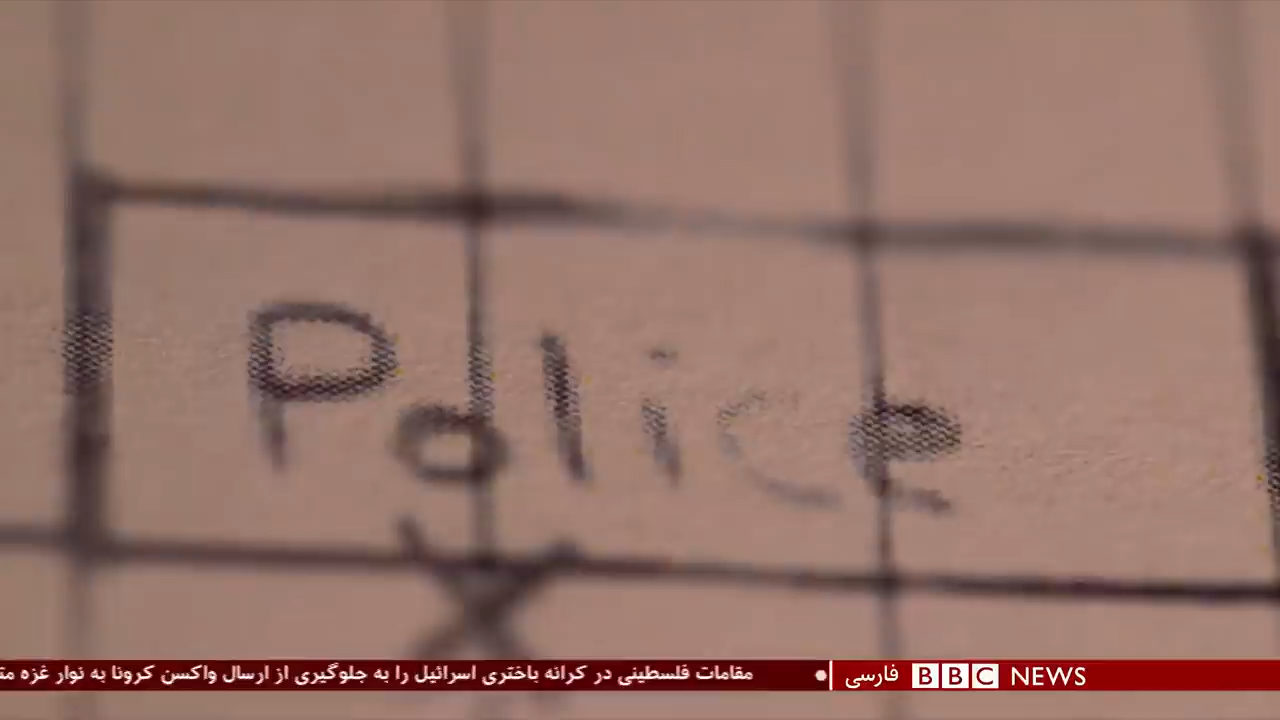 Police
x
مقامات فلسطینی در کرانه باختری اسرائیل را به جلوگیری از ارسال واکسن کرونا به نوار غزه
فارسی BBC NEWS